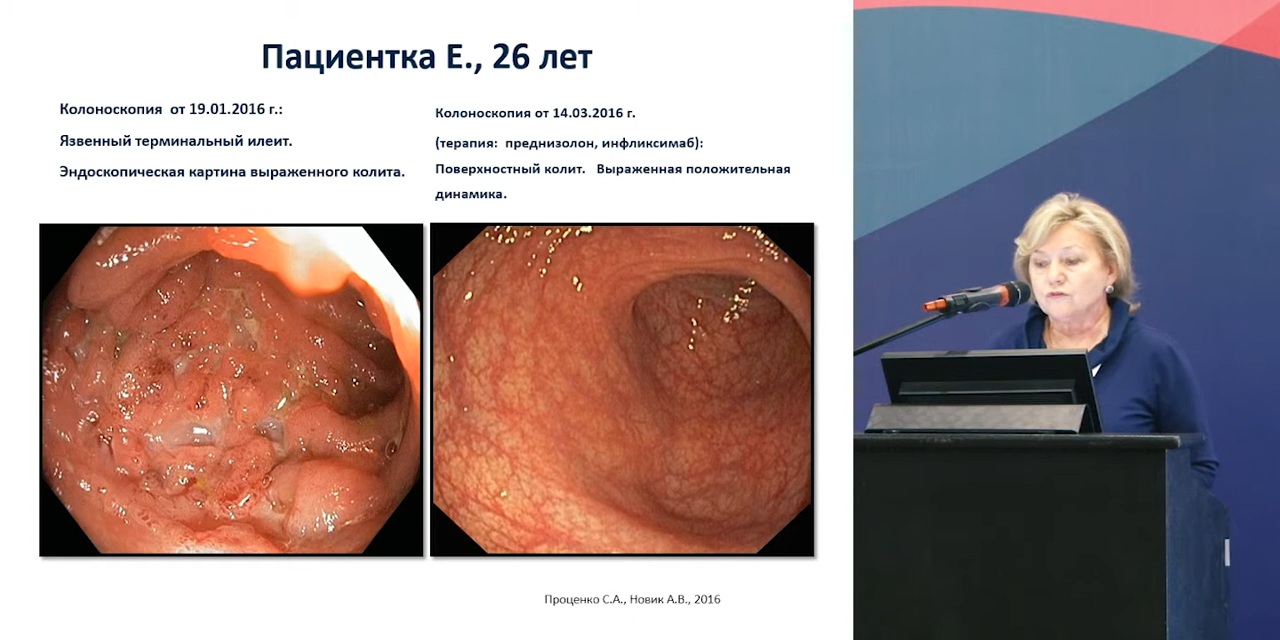 Пациентка Е., 26 лет
Колоноскопия от 19.01.2016 г.:
Язвенный терминальный илеит.
Эндоскопическая картина выраженного колита.
Колоноскопия от 14.03.2016 г.
(терапия: преднизолон, инфликсимаб):
Поверхностный колит. Выраженная положительная
динамика.
Проценко С.А., Новик А.В., 2016